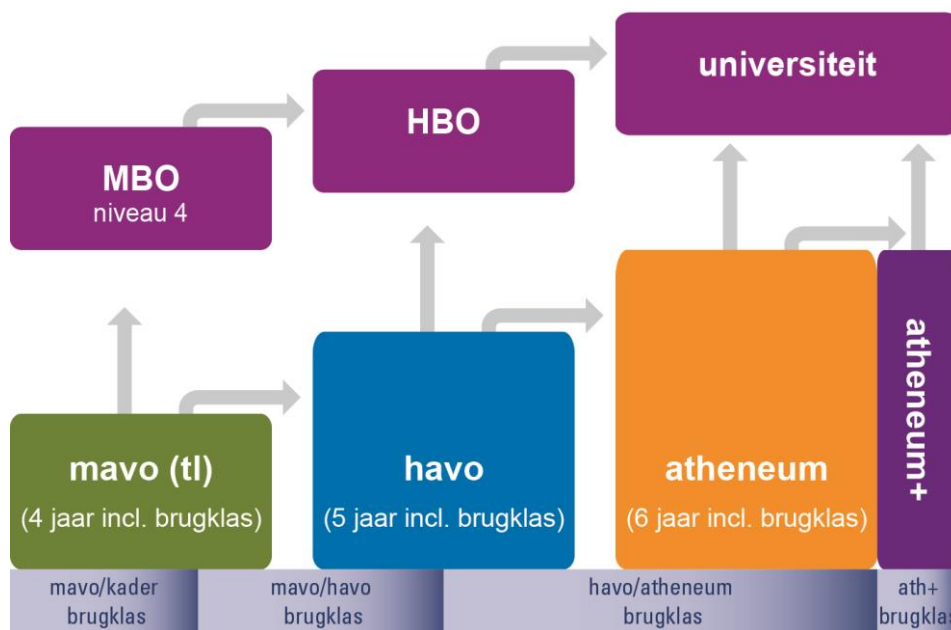 universiteit
HBO
MBO
niveau 4
mavo (tl)
(4 jaar incl. brugklas)
havo
(5 jaar incl. brugklas)
atheneum
(6 jaar incl. brugklas)
atheneum+
mavo/kader
brugklas
mavo/havo
brugklas
havo/atheneum
brugklas
ath+
brugklas